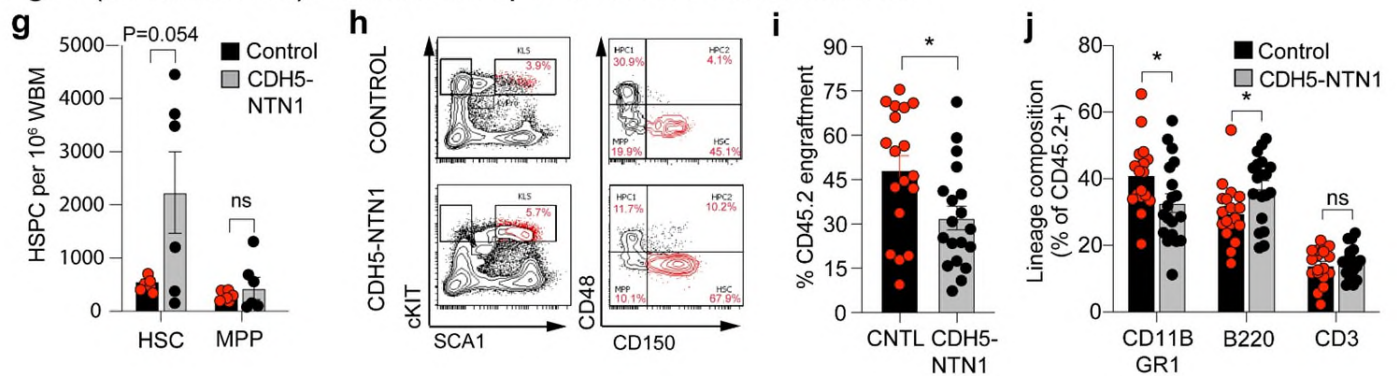 g
P=0.054
5000
4000
3000
2000
1000
0
HSPC per 10⁶ WBM
Control
CDH5-
NTN1
ns
HSC
MPP
h
CONTROL
CDH5-NTN1
KLS
3.9%
HPC1
30.9%
HPC2
4.1%
MPP
19.9%
HSC
45.1%
KLS
5.7%
HPC1
11.7%
HPC2
10.2%
MPP
10.1%
HSC
67.9%
cKIT
SCA1
CD48
CD150
i
90
75
60
45
30
15
0
% CD45.2 engraftment
*
CNTL
CDH5-
NTN1
j
80
60
40
20
0
Lineage composition
(% of CD45.2+)
Control
CDH5-NTN1
*
*
ns
CD11B
GR1
B220
CD3